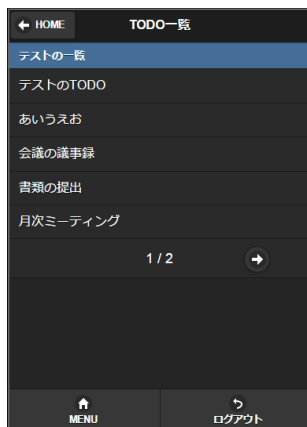 HOME
TODO一覧
テストの一覧
テストのTODO
あいうえお
会議の議事録
書類の提出
月次ミーティング
1 / 2
MENU
ログアウト